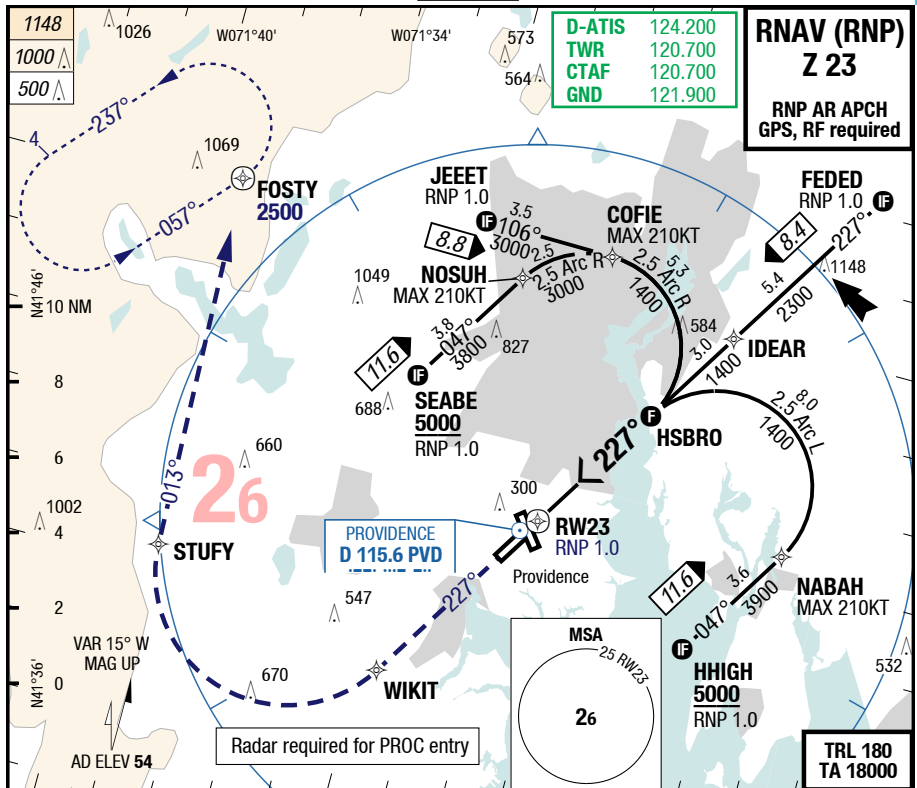 1148
1000
500
1026
W071°40'
W071°34'
573
564
D-ATIS 124.200
TWR 120.700
CTAF 120.700
GND 121.900
RNAV (RNP)
Z 23
RNP AR APCH
GPS, RF required
237°
4
1069
FOSTY
2500
057°
JEEET
RNP 1.0
IF
3.5
106°
3000
8.8
COFIE
MAX 210KT
FEDED
RNP 1.0
IF
227°
8.4
1148
5.4
2300
2.5
2.5 Arc R
3000
NOSUH
MAX 210KT
5.3
2.5 Arc R
1400
584
N41°46'
10 NM
1049
827
3.8
047°
3800
11.6
IF
SEABE
5000
RNP 1.0
688
3.0
1400
IDEAR
F
HSBRO
8.0
2.5 Arc L
1400
8
6
4
2
0
660
26
013°
1002
STUFY
227°
300
RW23
RNP 1.0
PROVIDENCE
D 115.6 PVD
Providence
227°
547
670
WIKIT
NABAH
MAX 210KT
11.6
3.6
047°
3900
IF
HHIGH
5000
RNP 1.0
532
VAR 15° W
MAG UP
N41°36'
AD ELEV 54
Radar required for PROC entry
MSA
25 RW23
26
TRL 180
TA 18000